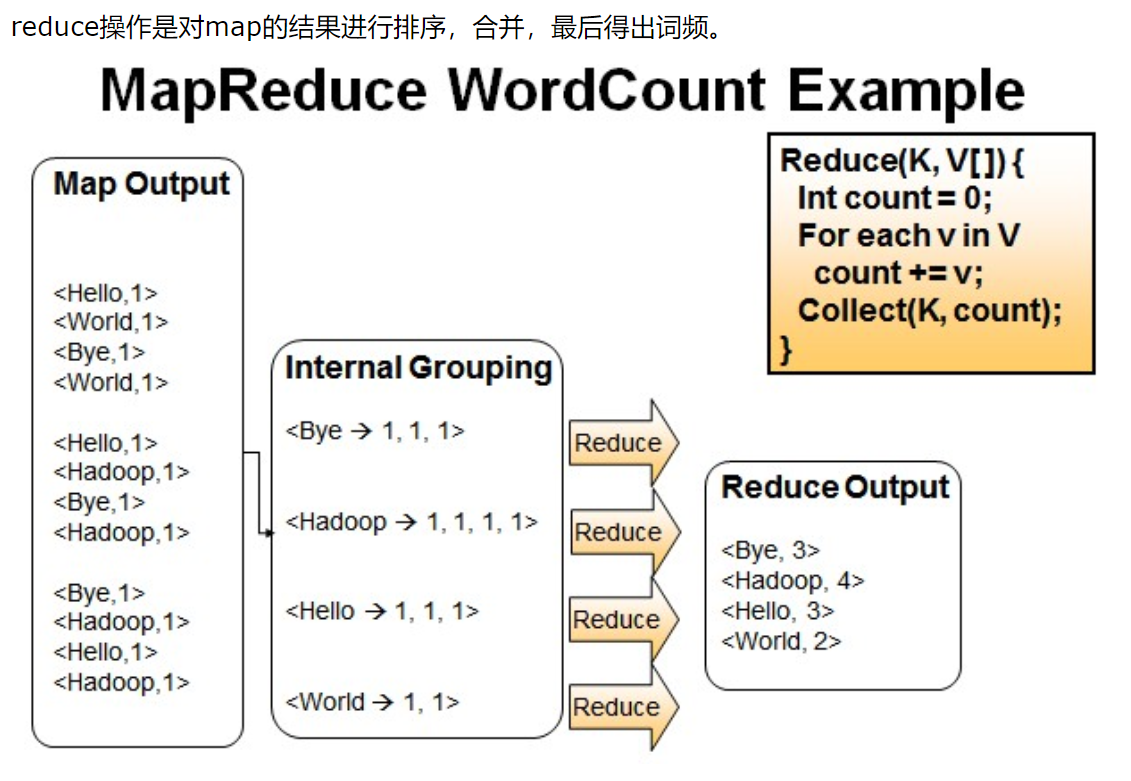 reduce操作是对map的结果进行排序，合并，最后得出词频。
MapReduce WordCount Example
Map Output
<Hello,1>
<World,1>
<Bye,1>
<World,1>
<Hello,1>
<Hadoop,1>
<Bye,1>
<Hadoop,1>
<Bye,1>
<Hadoop,1>
<Hello,1>
<Hadoop,1>
Internal Grouping
<Bye → 1, 1, 1>
<Hadoop → 1, 1, 1, 1>
<Hello → 1, 1, 1>
<World → 1, 1>
Reduce
Reduce
Reduce
Reduce
Reduce(K, V[]) {
Int count = 0;
For each v in V
count += v;
Collect(K, count);
}
Reduce Output
<Bye, 3>
<Hadoop, 4>
<Hello, 3>
<World, 2>